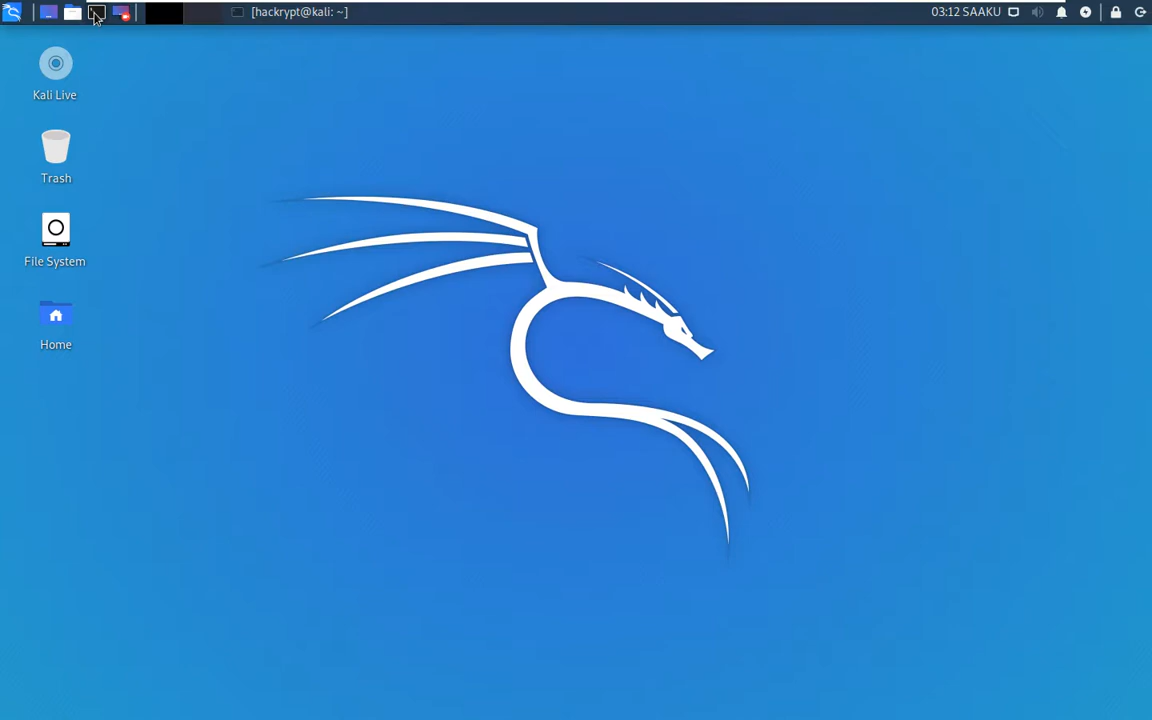 [hackrypt@kali: ~]
03:12 SAAKU
Kali Live
Trash
File System
Home